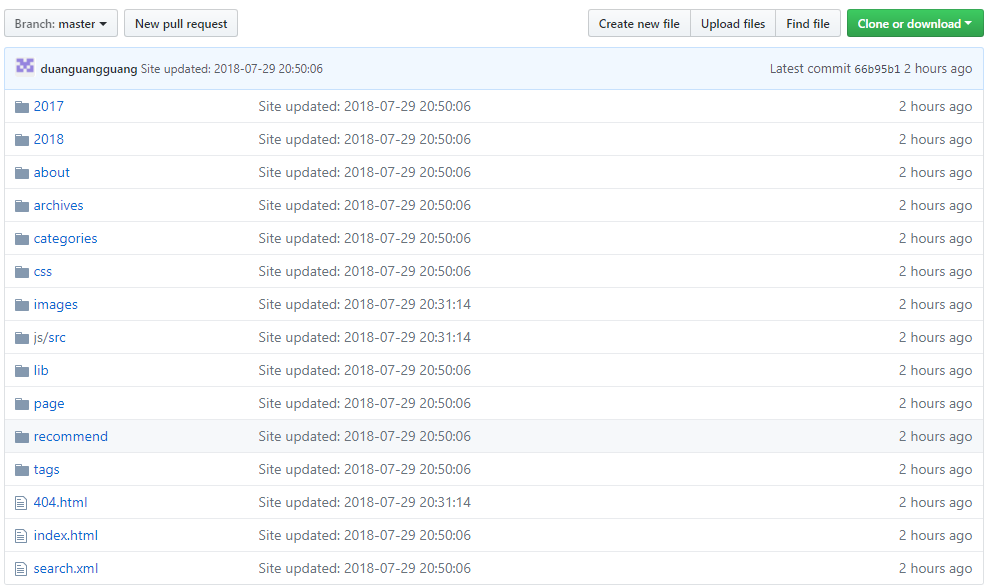 Branch: master New pull request Create new file Upload files Find file Clone or download
duanguangguang Site updated: 2018-07-29 20:50:06 Latest commit 66b95b1 2 hours ago
2017 Site updated: 2018-07-29 20:50:06 2 hours ago
2018 Site updated: 2018-07-29 20:50:06 2 hours ago
about Site updated: 2018-07-29 20:50:06 2 hours ago
archives Site updated: 2018-07-29 20:50:06 2 hours ago
categories Site updated: 2018-07-29 20:50:06 2 hours ago
css Site updated: 2018-07-29 20:50:06 2 hours ago
images Site updated: 2018-07-29 20:31:14 2 hours ago
js/src Site updated: 2018-07-29 20:31:14 2 hours ago
lib Site updated: 2018-07-29 20:50:06 2 hours ago
page Site updated: 2018-07-29 20:50:06 2 hours ago
recommend Site updated: 2018-07-29 20:50:06 2 hours ago
tags Site updated: 2018-07-29 20:50:06 2 hours ago
404.html Site updated: 2018-07-29 20:31:14 2 hours ago
index.html Site updated: 2018-07-29 20:50:06 2 hours ago
search.xml Site updated: 2018-07-29 20:50:06 2 hours ago